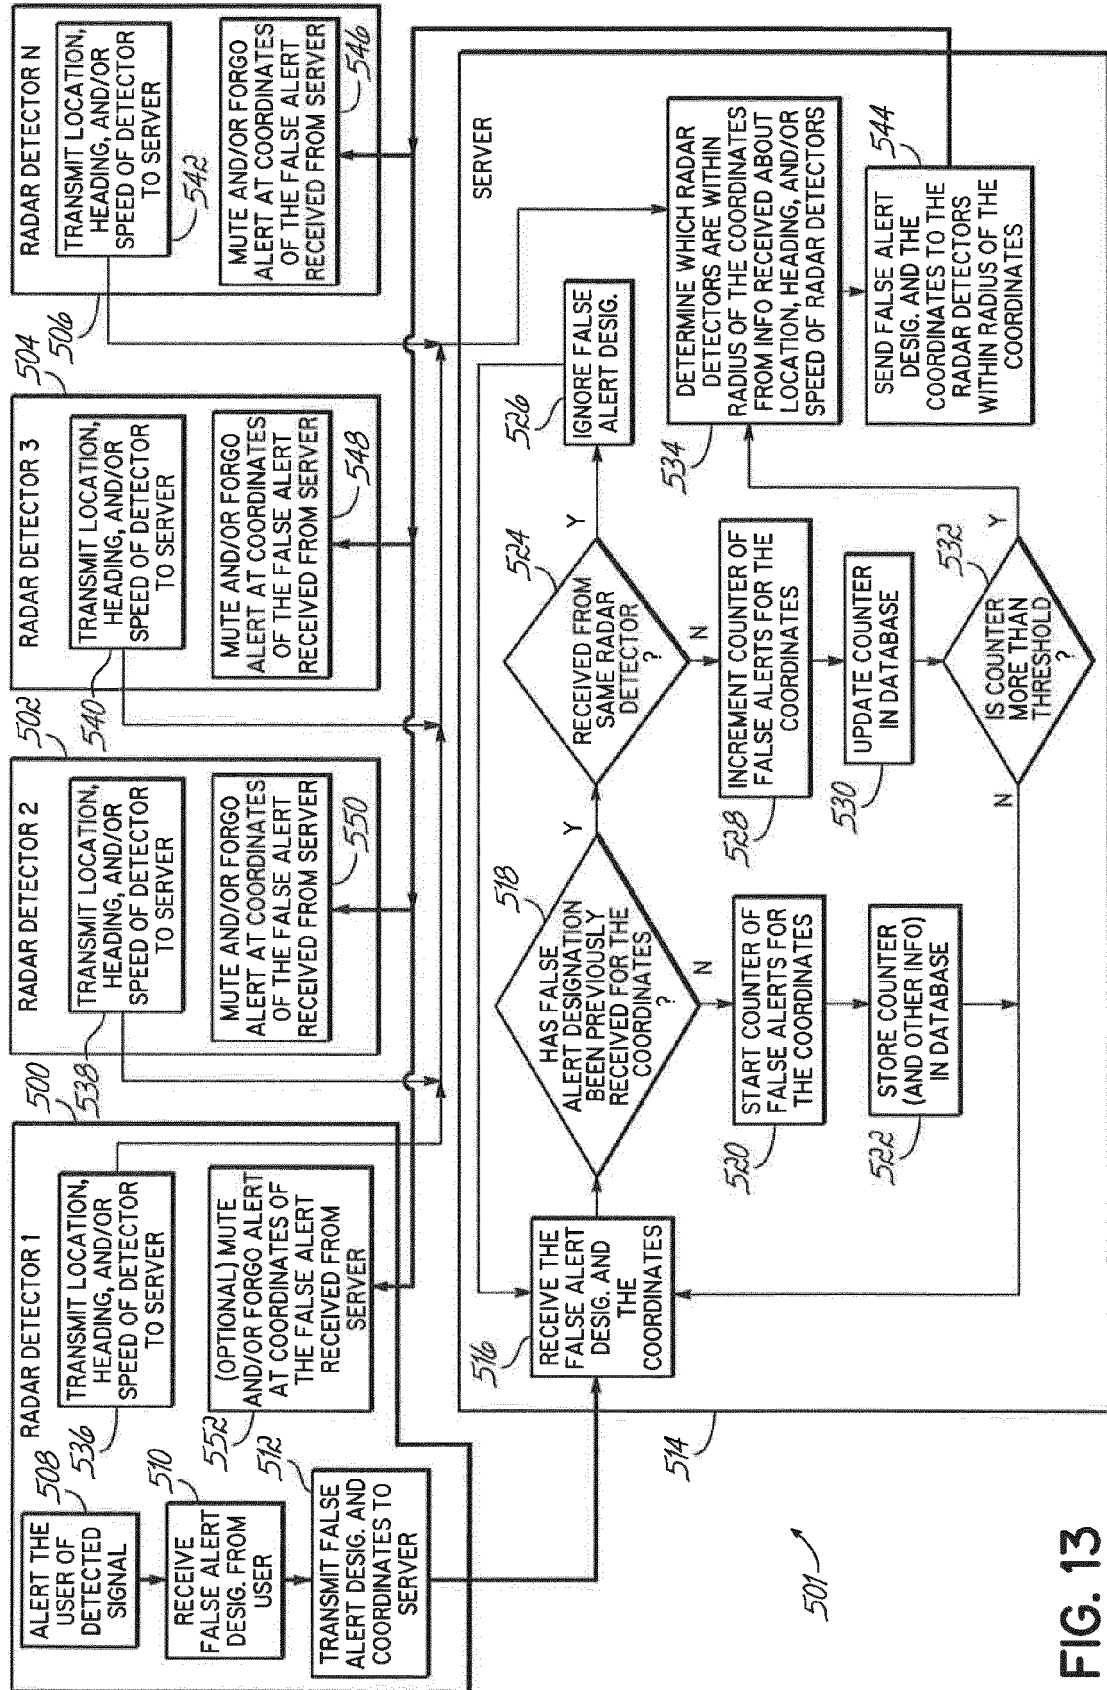 RADAR DETECTOR 1
ALERT THE
USER OF
DETECTED
SIGNAL
508
RECEIVE
FALSE ALERT
DESIG. FROM
USER
510
TRANSMIT FALSE
ALERT DESIG. AND
COORDINATES TO
SERVER
512
TRANSMIT LOCATION,
HEADING, AND/OR
SPEED OF DETECTOR
TO SERVER
536
(OPTIONAL) MUTE
AND/OR FORGO ALERT
AT COORDINATES OF
THE FALSE ALERT
RECEIVED FROM
SERVER
552
500
RADAR DETECTOR 2
TRANSMIT LOCATION,
HEADING, AND/OR
SPEED OF DETECTOR
TO SERVER
538
MUTE AND/OR FORGO
ALERT AT COORDINATES
OF THE FALSE ALERT
RECEIVED FROM SERVER
550
502
RADAR DETECTOR 3
TRANSMIT LOCATION,
HEADING, AND/OR
SPEED OF DETECTOR
TO SERVER
540
MUTE AND/OR FORGO
ALERT AT COORDINATES
OF THE FALSE ALERT
RECEIVED FROM SERVER
548
504
RADAR DETECTOR N
TRANSMIT LOCATION,
HEADING, AND/OR
SPEED OF DETECTOR
TO SERVER
542
MUTE AND/OR FORGO
ALERT AT COORDINATES
OF THE FALSE ALERT
RECEIVED FROM SERVER
546
506
SERVER
514
RECEIVE THE
FALSE ALERT
DESIG. AND
THE
COORDINATES
516
HAS FALSE
ALERT DESIGNATION
BEEN PREVIOUSLY
RECEIVED FOR THE
COORDINATES
?
518
Y
N
START COUNTER OF
FALSE ALERTS FOR
THE COORDINATES
520
STORE COUNTER
(AND OTHER INFO)
IN DATABASE
522
RECEIVED FROM
SAME RADAR
DETECTOR
?
524
Y
N
IGNORE FALSE
ALERT DESIG.
526
INCREMENT COUNTER OF
FALSE ALERTS FOR THE
COORDINATES
528
UPDATE COUNTER
IN DATABASE
530
IS COUNTER
MORE THAN
THRESHOLD
?
532
Y
N
DETERMINE WHICH RADAR
DETECTORS ARE WITHIN
RADIUS OF THE COORDINATES
FROM INFO RECEIVED ABOUT
LOCATION, HEADING, AND/OR
SPEED OF RADAR DETECTORS
534
SEND FALSE ALERT
DESIG. AND THE
COORDINATES TO THE
RADAR DETECTORS
WITHIN RADIUS OF THE
COORDINATES
544
501
FIG. 13